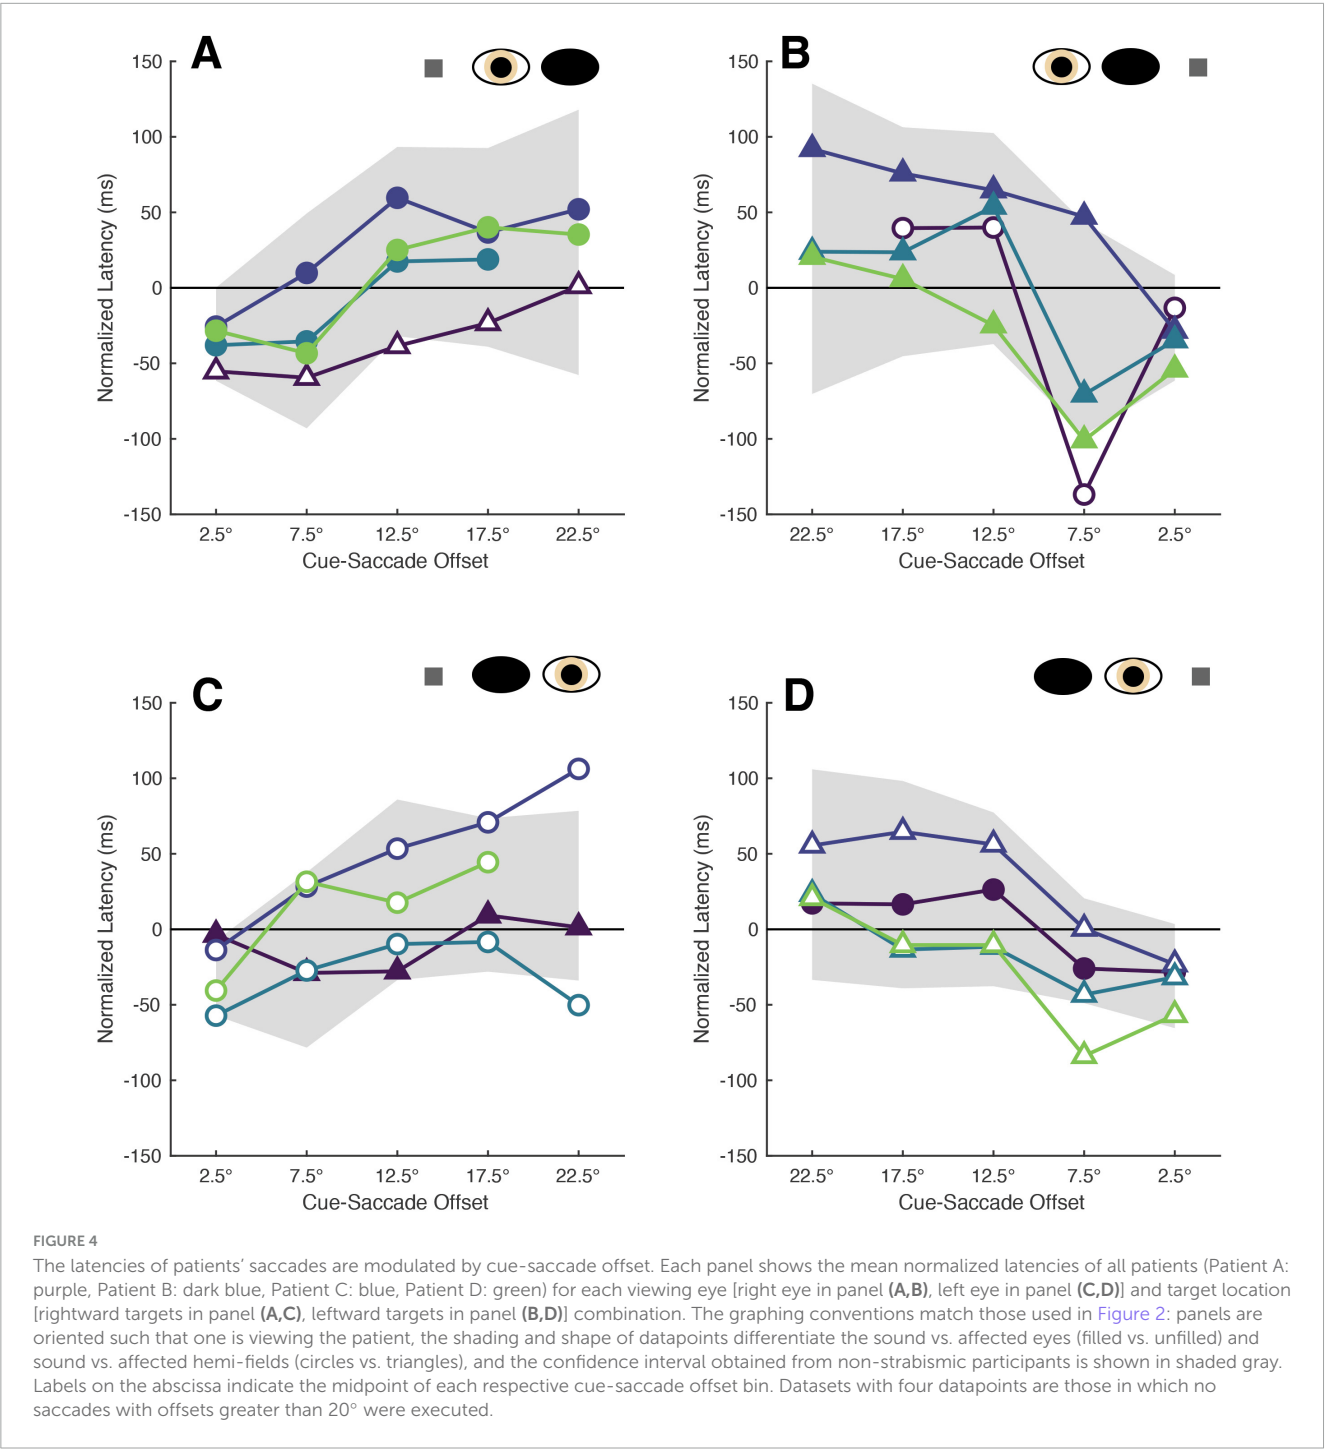 A
150
100
50
0
-50
-100
-150
Normalized Latency (ms)
2.5° 7.5° 12.5° 17.5° 22.5°
Cue-Saccade Offset
B
150
100
50
0
-50
-100
-150
Normalized Latency (ms)
22.5° 17.5° 12.5° 7.5° 2.5°
Cue-Saccade Offset
C
150
100
50
0
-50
-100
-150
Normalized Latency (ms)
2.5° 7.5° 12.5° 17.5° 22.5°
Cue-Saccade Offset
D
150
100
50
0
-50
-100
-150
Normalized Latency (ms)
22.5° 17.5° 12.5° 7.5° 2.5°
Cue-Saccade Offset
FIGURE 4
The latencies of patients’ saccades are modulated by cue-saccade offset. Each panel shows the mean normalized latencies of all patients (Patient A:
purple, Patient B: dark blue, Patient C: blue, Patient D: green) for each viewing eye [right eye in panel (A,B), left eye in panel (C,D)] and target location
[rightward targets in panel (A,C), leftward targets in panel (B,D)] combination. The graphing conventions match those used in Figure 2: panels are
oriented such that one is viewing the patient, the shading and shape of datapoints differentiate the sound vs. affected eyes (filled vs. unfilled) and
sound vs. affected hemi-fields (circles vs. triangles), and the confidence interval obtained from non-strabismic participants is shown in shaded gray.
Labels on the abscissa indicate the midpoint of each respective cue-saccade offset bin. Datasets with four datapoints are those in which no
saccades with offsets greater than 20° were executed.